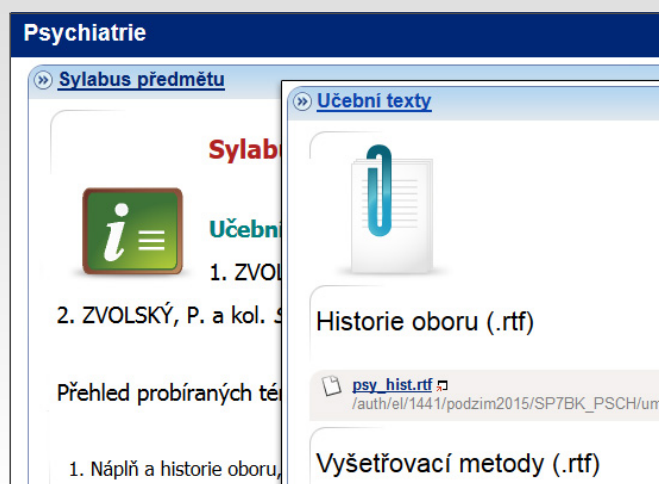 Psychiatrie
Sylabus předmětu
Sylab
Učební
1. ZVOL
2. ZVOLSKÝ, P. a kol.
Přehled probíraných té
1. Náplň a historie oboru,
Učební texty
Historie oboru (.rtf)
psy_hist.rtf
/auth/el/1441/podzim2015/SP7BK_PSCH/um
Vyšetřovací metody (.rtf)